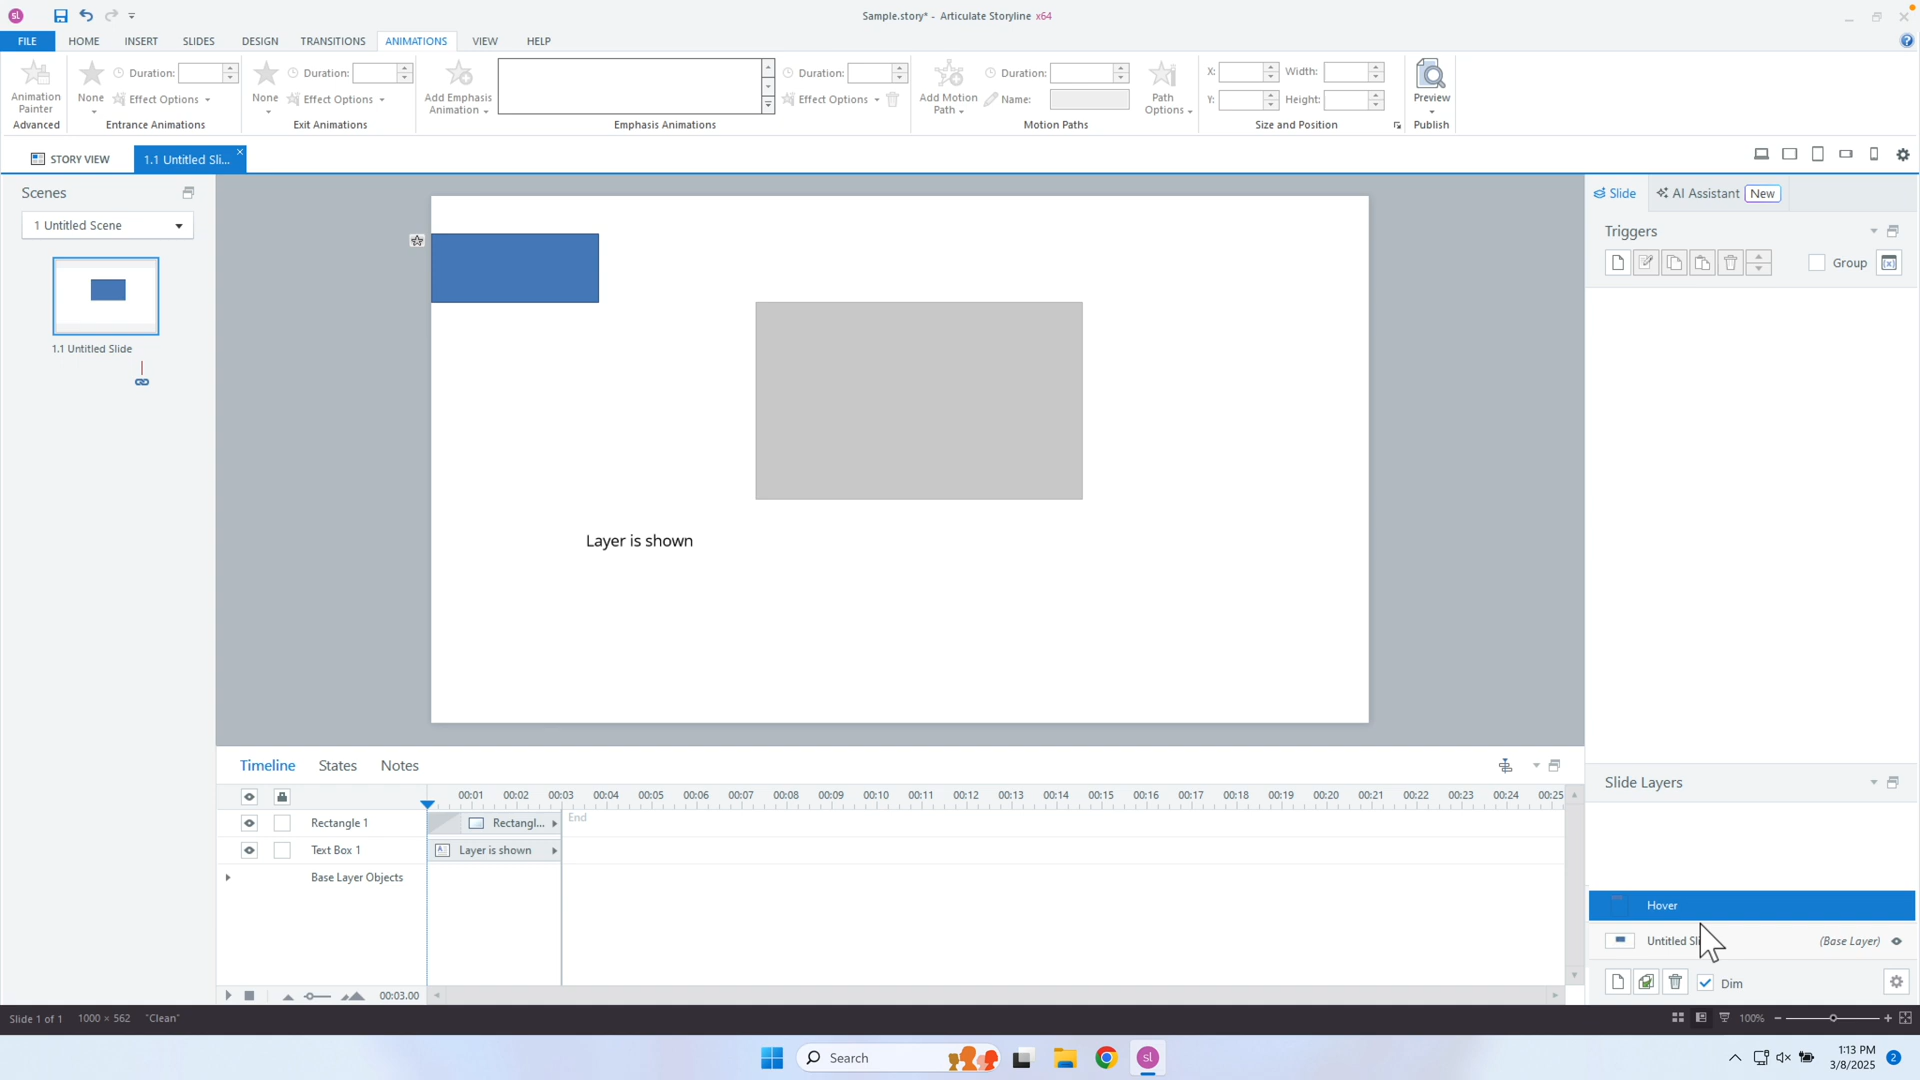 sl
Sample.story* - Articulate Storyline x64
FILE HOME INSERT SLIDES DESIGN TRANSITIONS ANIMATIONS VIEW HELP
Animation Painter
Advanced
None
Duration:
Effect Options
Entrance Animations
None
Duration:
Effect Options
Exit Animations
Add Emphasis Animation
Duration:
Effect Options
Emphasis Animations
Add Motion Path
Duration:
Name:
Path Options
Motion Paths
X: Width:
Y: Height:
Size and Position
Preview
Publish
STORY VIEW
1.1 Untitled Sli...
Scenes
1 Untitled Scene
1.1 Untitled Slide
Layer is shown
Slide
AI Assistant New
Triggers
Group
Timeline States Notes
00:01 00:02 00:03 00:04 00:05 00:06 00:07 00:08 00:09 00:10 00:11 00:12 00:13 00:14 00:15 00:16 00:17 00:18 00:19 00:20 00:21 00:22 00:23 00:24 00:25
Rectangle 1 Rectangl... End
Text Box 1 Layer is shown
Base Layer Objects
00:03.00
Slide Layers
Hover
Untitled Sli (Base Layer)
Dim
Slide 1 of 1 1000 × 562 "Clean"
100%
Search
sl
1:13 PM
3/8/2025
2